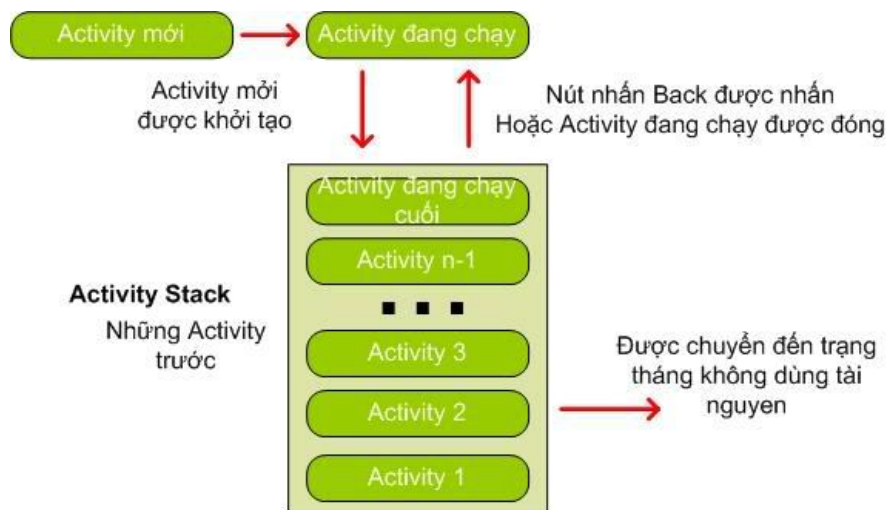 Activity mới
Activity đang chạy
Activity mởi
được khởi tạo
Nút nhấn Back được nhấn
Hoặc Activity đang chạy được đóng
Activity đang chạy
cuối
Activity n-1
Activity Stack
Những Activity
trước
Activity 3
Activity 2
Activity 1
Được chuyển đến trạng
tháng không dùng tài
nguyen